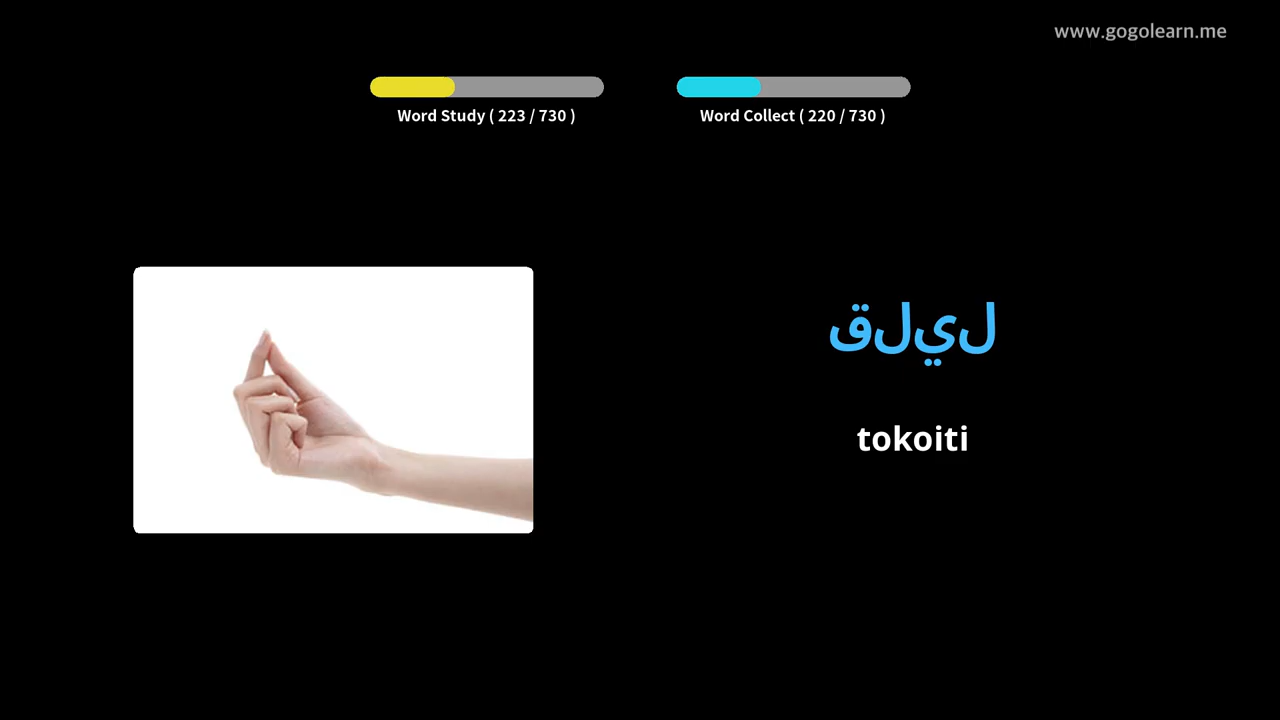 www.gogolearn.me
Word Study ( 223 / 730 )
Word Collect ( 220 / 730 )
قليل
tokoiti